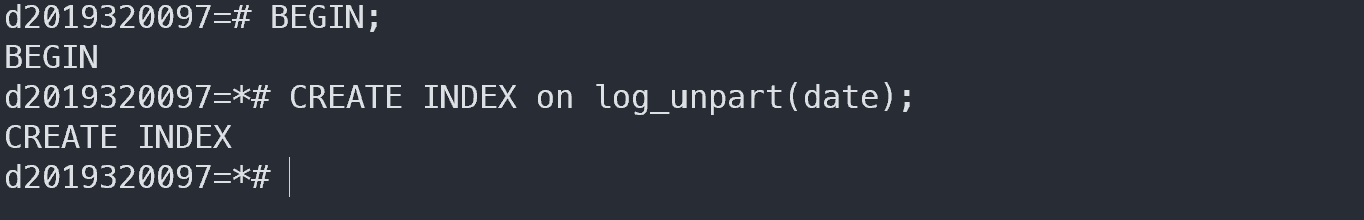 d2019320097=# BEGIN;
BEGIN
d2019320097=*# CREATE INDEX on log_unpart(date);
CREATE INDEX
d2019320097=*#